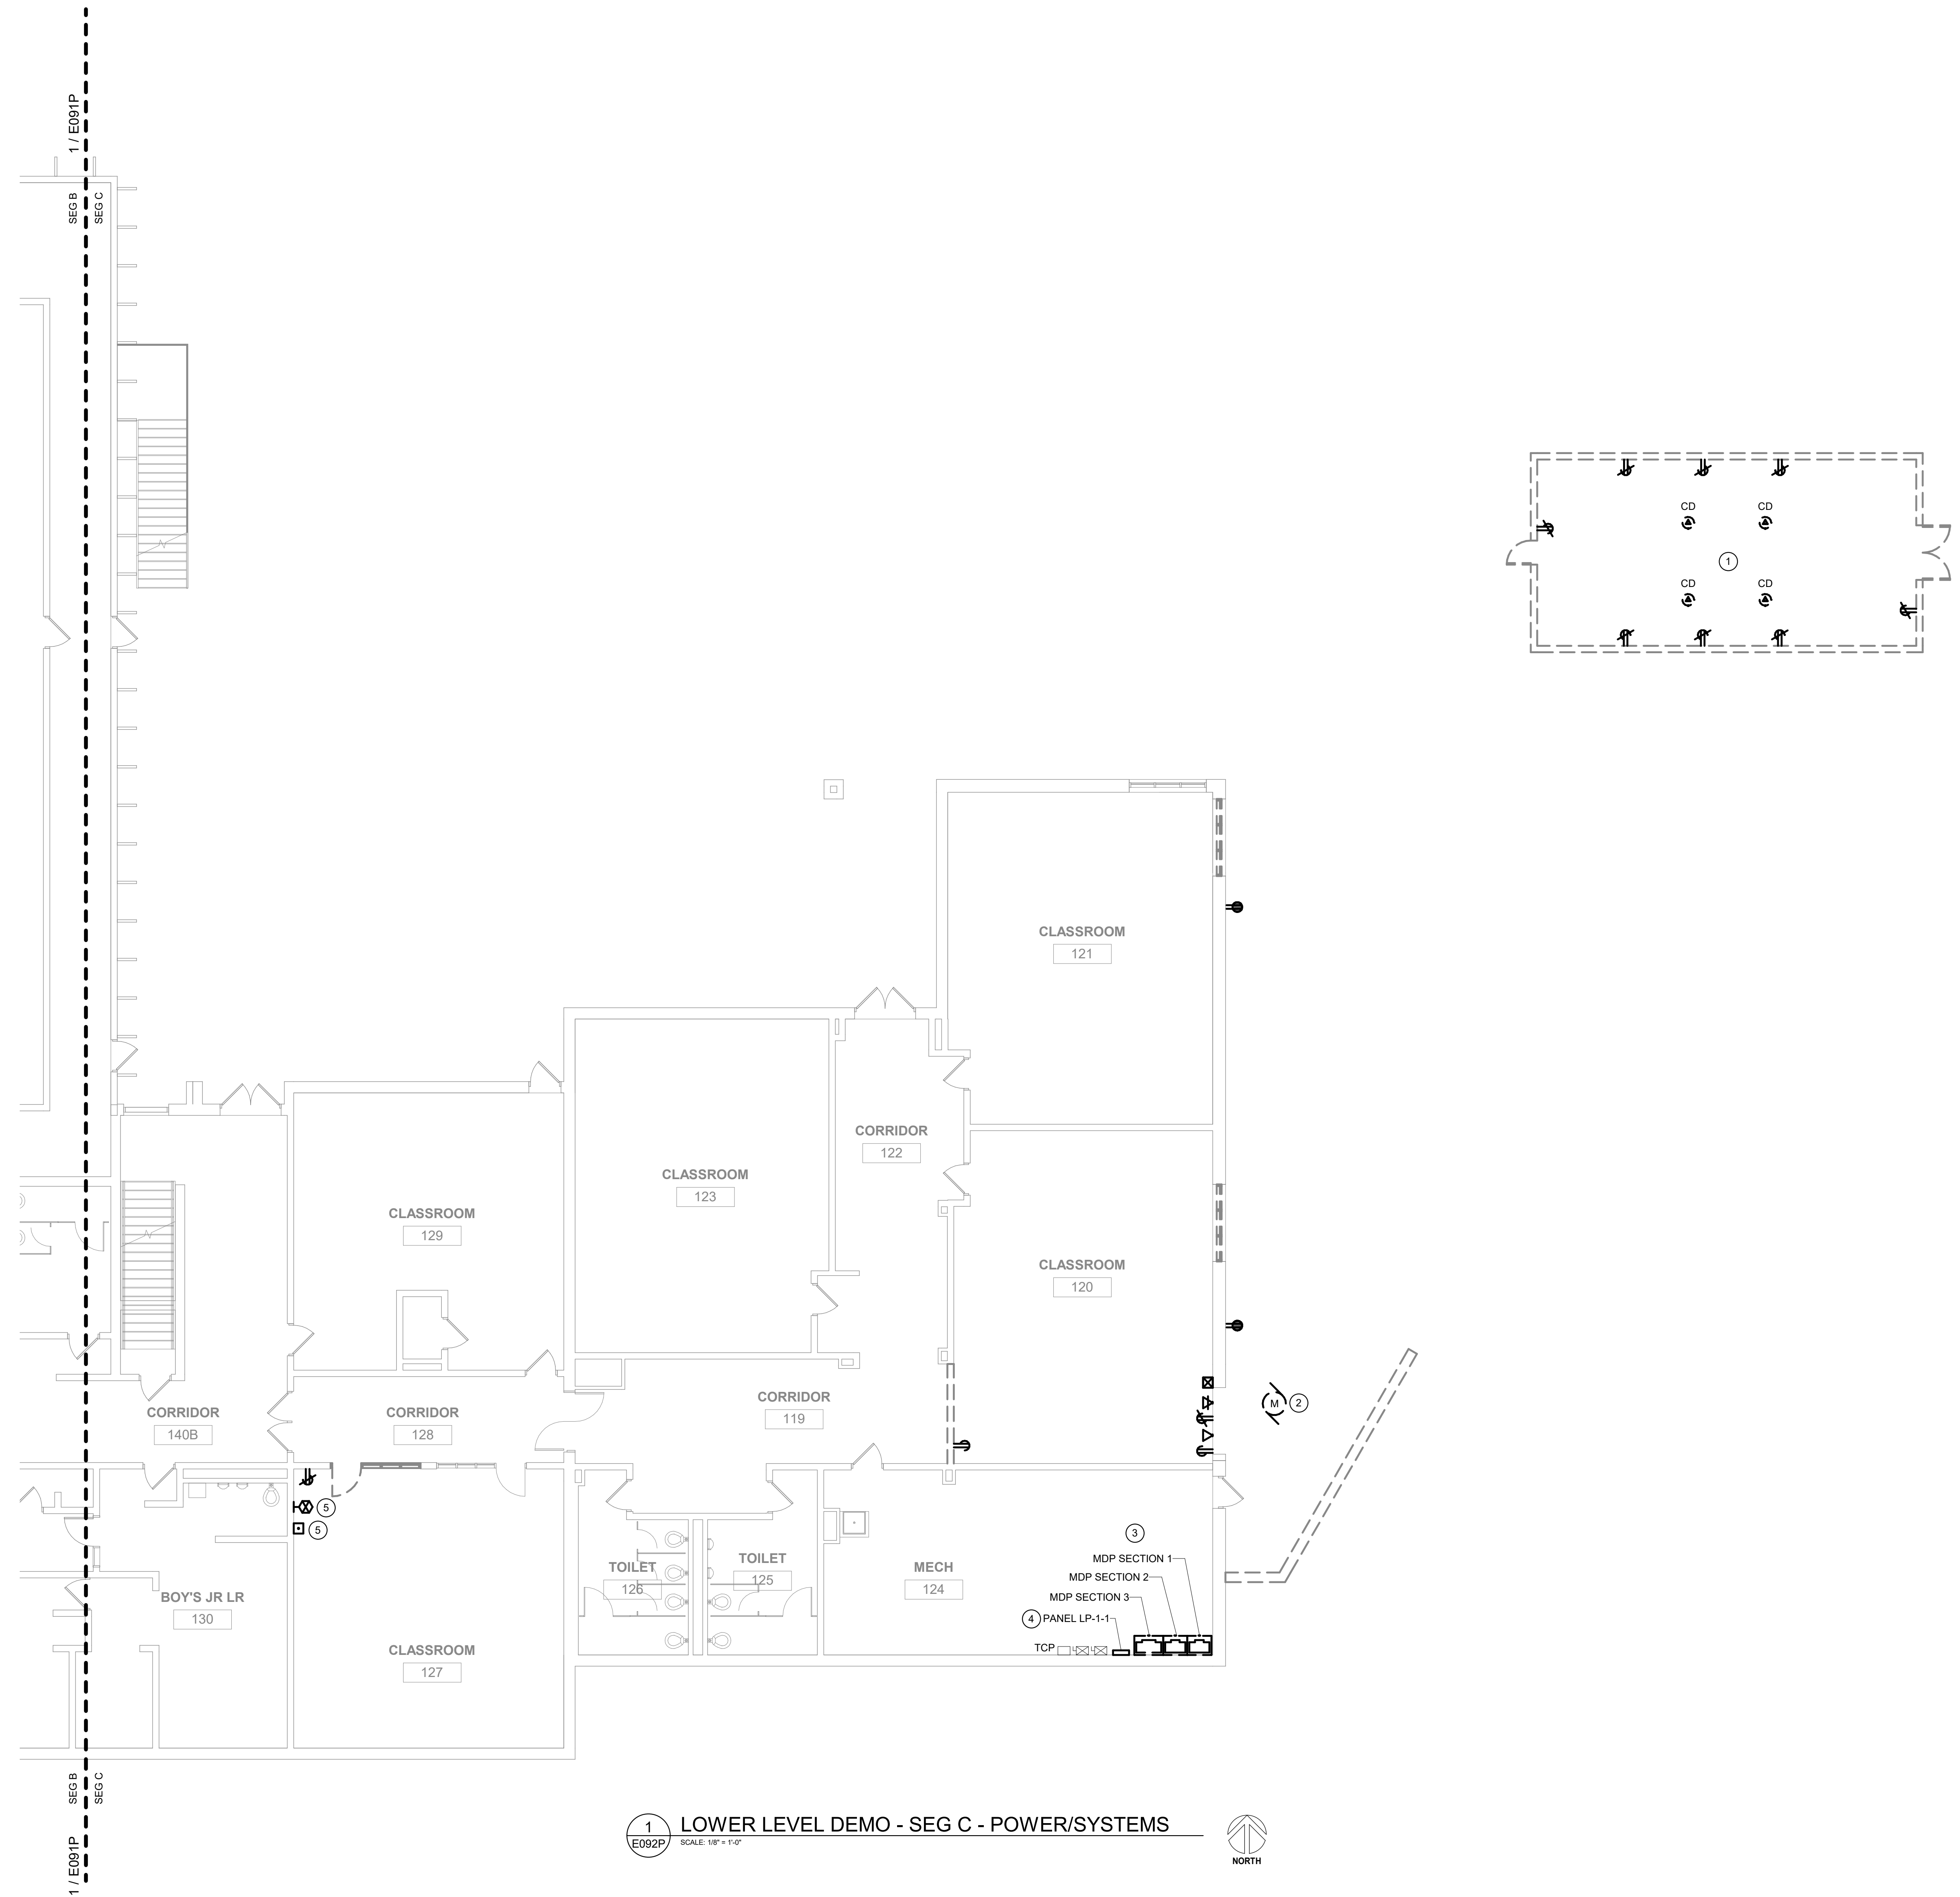 1 / E091P
SEG B
SEG C
CD
CD
1
CD
CD
CLASSROOM
121
CORRIDOR
122
CLASSROOM
123
CLASSROOM
129
CLASSROOM
120
CORRIDOR
140B
CORRIDOR
128
CORRIDOR
119
M
2
5
5
3
MDP SECTION 1
MDP SECTION 2
MDP SECTION 3
4
PANEL LP-1-1
TCP
MECH
124
TOILET
125
TOILET
126
BOY'S JR LR
130
CLASSROOM
127
SEG B
SEG C
1 / E091P
1
E092P
LOWER LEVEL DEMO - SEG C - POWER/SYSTEMS
SCALE: 1/8" = 1'-0"
NORTH